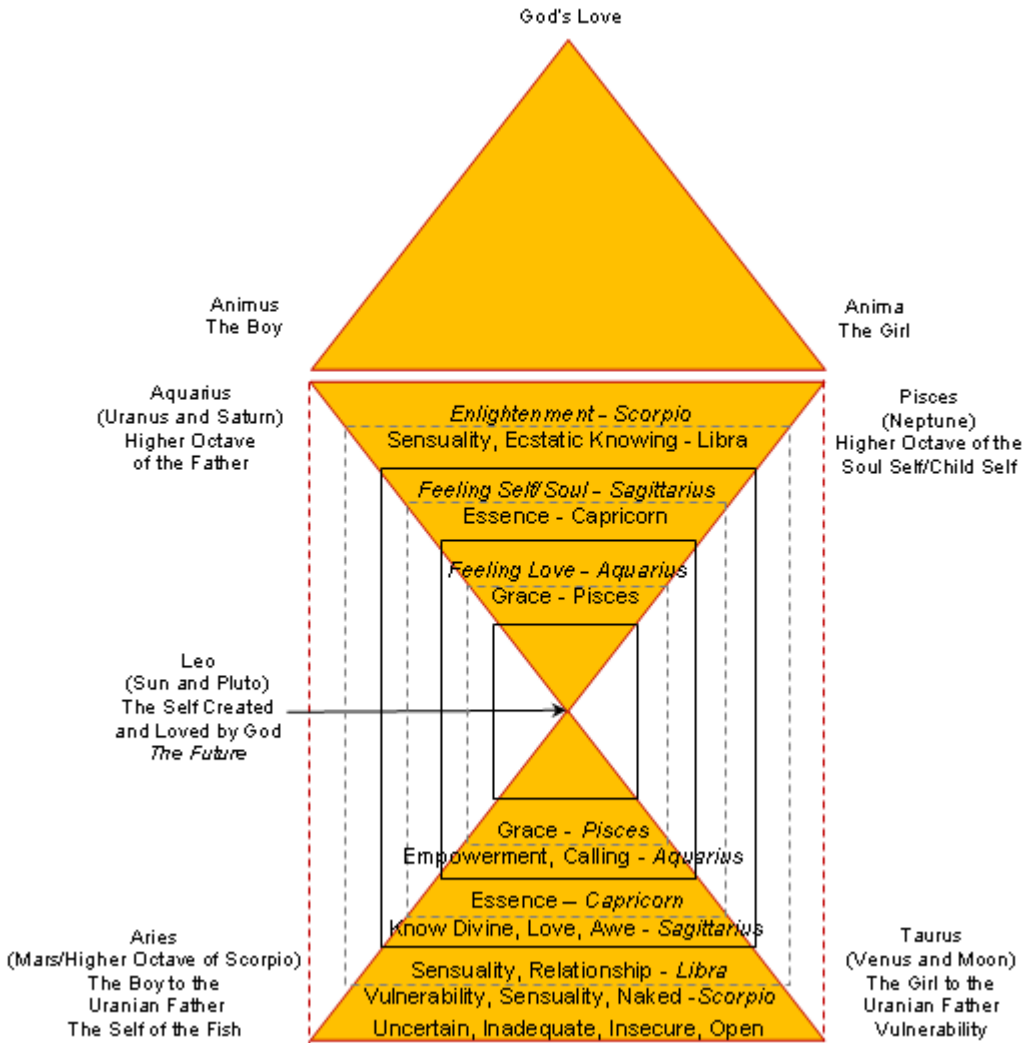 God's Love
Animus
The Boy
Anima
The Girl
Aquarius
(Uranus and Saturn)
Higher Octave
of the Father
Pisces
(Neptune)
Higher Octave of the
Soul Self/Child Self
Enlightenment - Scorpio
Sensuality, Ecstatic Knowing - Libra
Feeling Self/Soul - Sagittarius
Essence - Capricorn
Feeling Love - Aquarius
Grace - Pisces
Leo
(Sun and Pluto)
The Self Created
and Loved by God
The Future
Grace - Pisces
Empowerment, Calling - Aquarius
Essence – Capricorn
Know Divine, Love, Awe - Sagittarius
Sensuality, Relationship - Libra
Vulnerability, Sensuality, Naked -Scorpio
Uncertain, Inadequate, Insecure, Open
Aries
(Mars/Higher Octave of Scorpio)
The Boy to the
Uranian Father
The Self of the Fish
Taurus
(Venus and Moon)
The Girl to the
Uranian Father
Vulnerability